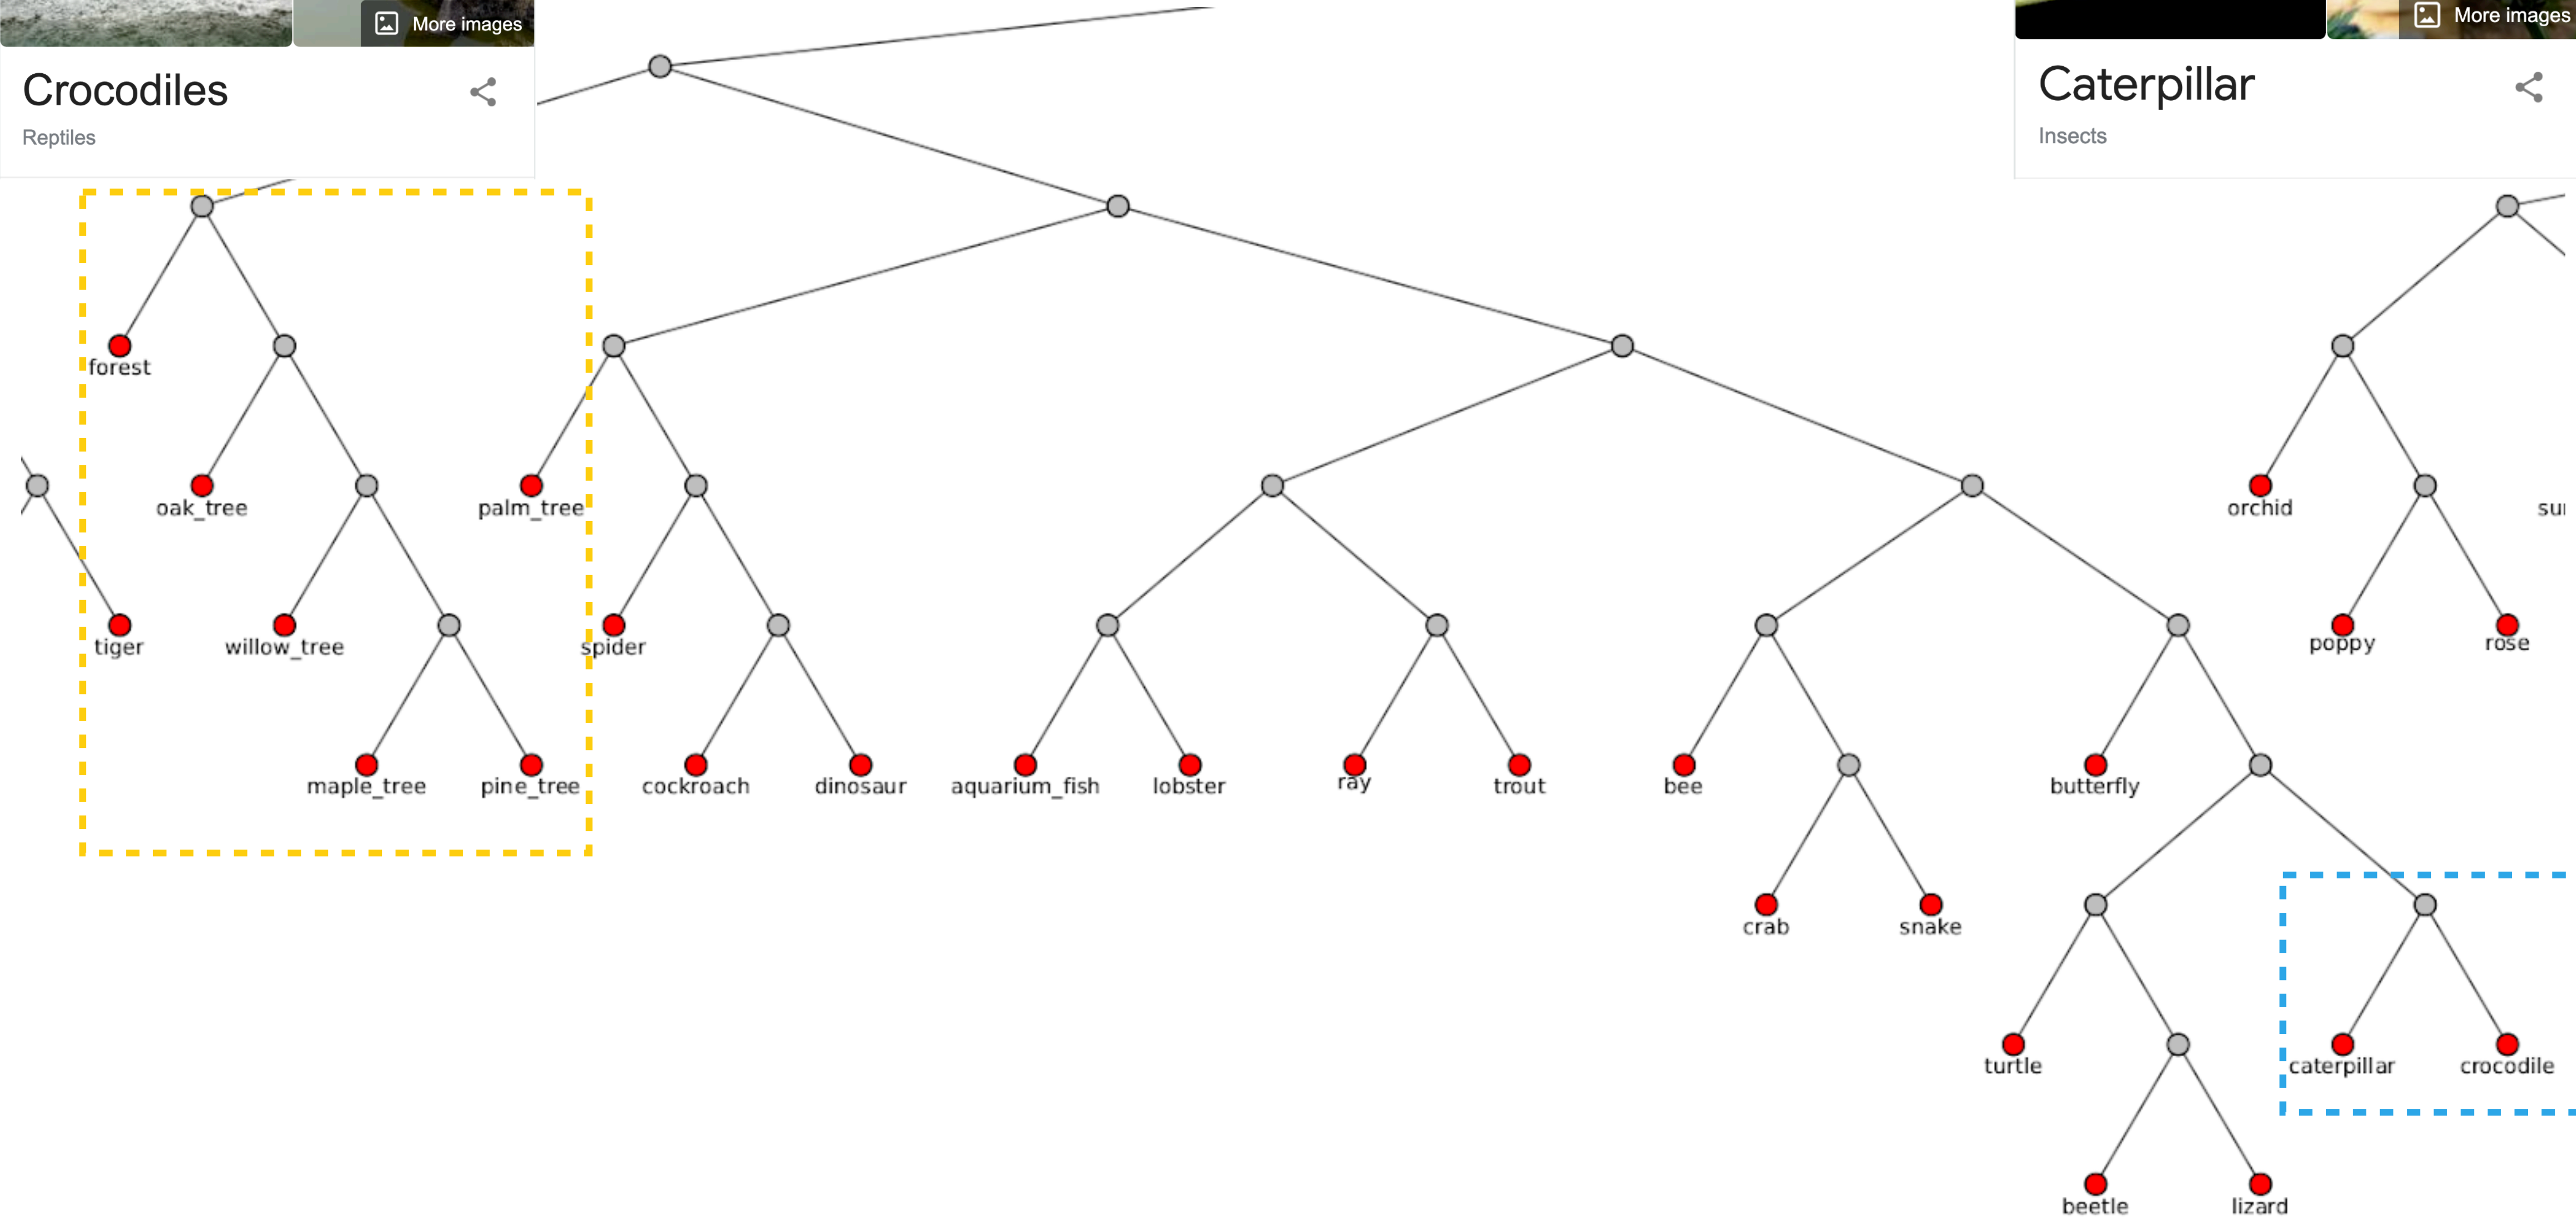 More images
More images
Crocodiles
Caterpillar
Reptiles
Insects
forest
oak_tree
palm_tree
orchid
tiger
willow_tree
spider
poppy
rose
maple_tree
pine_tree
cockroach
dinosaur
aquarium_fish
lobster
ray
trout
bee
butterfly
crab
snake
turtle
caterpillar
crocodile
beetle
lizard